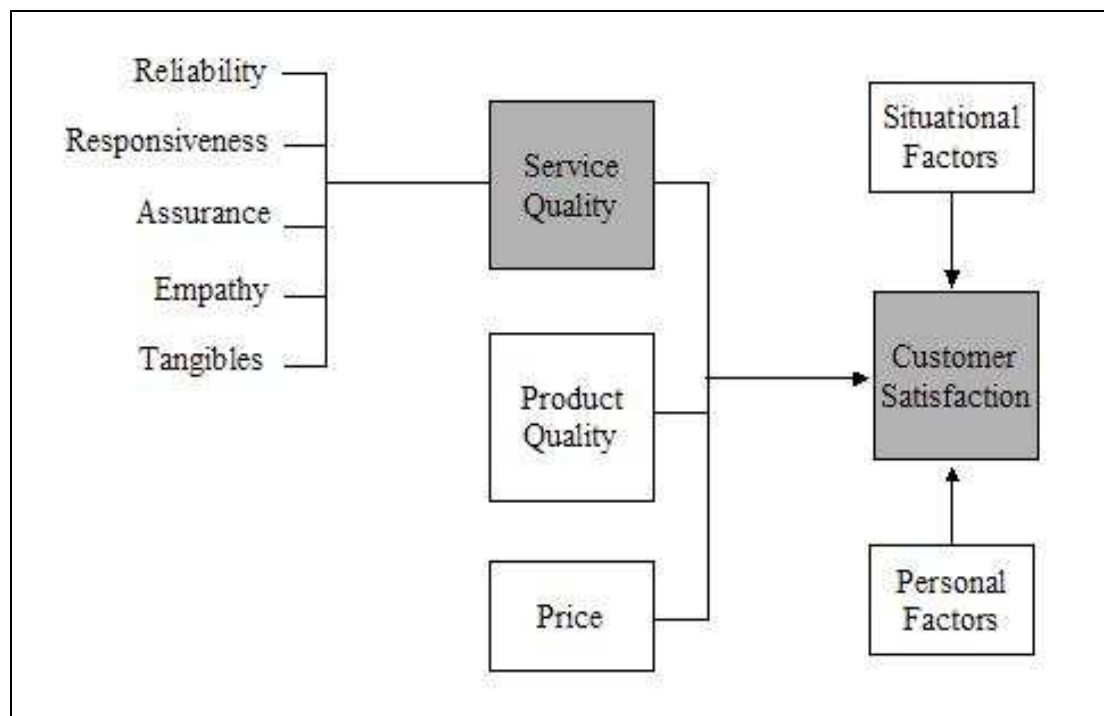 Reliability
Responsiveness
Assurance
Empathy
Tangibles
Service
Quality
Product
Quality
Price
Situational
Factors
Customer
Satisfaction
Personal
Factors